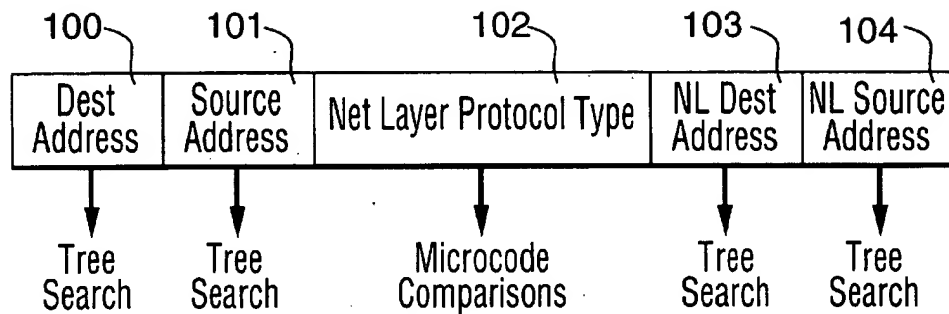 100 101 102 103 104
Dest Source Net Layer Protocol Type NL Dest NL Source
Address Address Address Address
Tree Tree Microcode Tree Tree
Search Search Comparisons Search Search